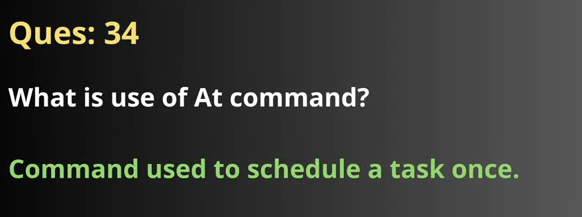 Ques: 34
What is use of At command?
Command used to schedule a task once.